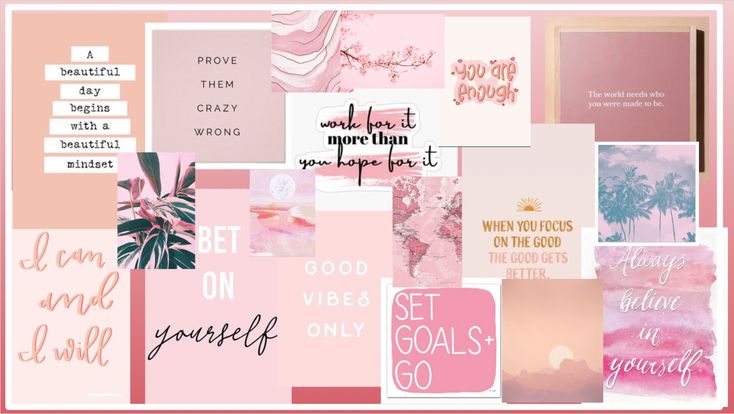 A
beautiful
day
begins
with a
beautiful
mindset
PROVE
THEM
CRAZY
WRONG
work for it
more than
you hope for it
you are
enough
The world needs who
you were made to be.
I can
and
I will
BET
ON
yourself
GOOD
VIBES
ONLY
SET
GOALS+
GO
WHEN YOU FOCUS
ON THE GOOD
THE GOOD GETS
BETTER.
Always
believe
in
yourself.